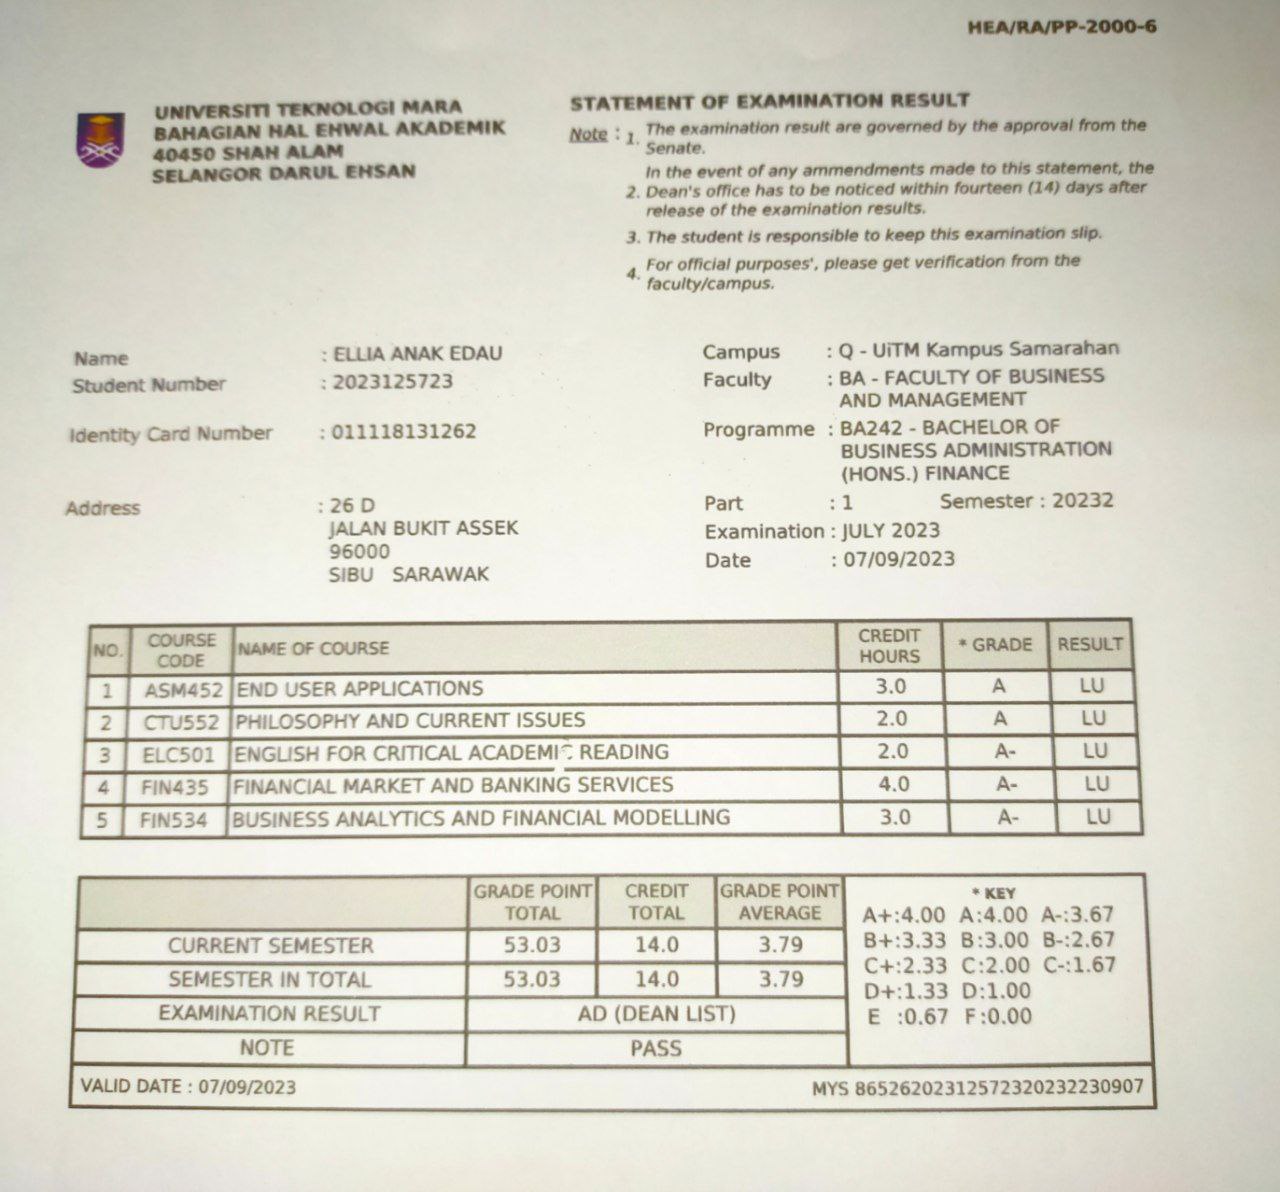 HEA/RA/PP-2000-6
UNIVERSITI TEKNOLOGI MARA
BAHAGIAN HAL EHWAL AKADEMIK
40450 SHAH ALAM
SELANGOR DARUL EHSAN
STATEMENT OF EXAMINATION RESULT
Note : 1. The examination result are governed by the approval from the
Senate.
In the event of any ammendments made to this statement, the
2. Dean's office has to be noticed within fourteen (14) days after
release of the examination results.
3. The student is responsible to keep this examination slip.
4. For official purposes', please get verification from the
faculty/campus.
Name : ELLIA ANAK EDAU
Student Number : 2023125723
Identity Card Number : 011118131262
Address : 26 D
JALAN BUKIT ASSEK
96000
SIBU SARAWAK
Campus : Q - UiTM Kampus Samarahan
Faculty : BA - FACULTY OF BUSINESS
AND MANAGEMENT
Programme : BA242 - BACHELOR OF
BUSINESS ADMINISTRATION
(HONS.) FINANCE
Part : 1 Semester : 20232
Examination : JULY 2023
Date : 07/09/2023
NO. COURSE CODE NAME OF COURSE CREDIT HOURS * GRADE RESULT
1 ASM452 END USER APPLICATIONS 3.0 A LU
2 CTU552 PHILOSOPHY AND CURRENT ISSUES 2.0 A LU
3 ELC501 ENGLISH FOR CRITICAL ACADEMIC READING 2.0 A- LU
4 FIN435 FINANCIAL MARKET AND BANKING SERVICES 4.0 A- LU
5 FIN534 BUSINESS ANALYTICS AND FINANCIAL MODELLING 3.0 A- LU
GRADE POINT TOTAL CREDIT TOTAL GRADE POINT AVERAGE
CURRENT SEMESTER 53.03 14.0 3.79
SEMESTER IN TOTAL 53.03 14.0 3.79
EXAMINATION RESULT AD (DEAN LIST)
NOTE PASS
* KEY
A+:4.00 A:4.00 A-:3.67
B+:3.33 B:3.00 B-:2.67
C+:2.33 C:2.00 C-:1.67
D+:1.33 D:1.00
E :0.67 F:0.00
VALID DATE : 07/09/2023 MYS 86526202312572320232230907